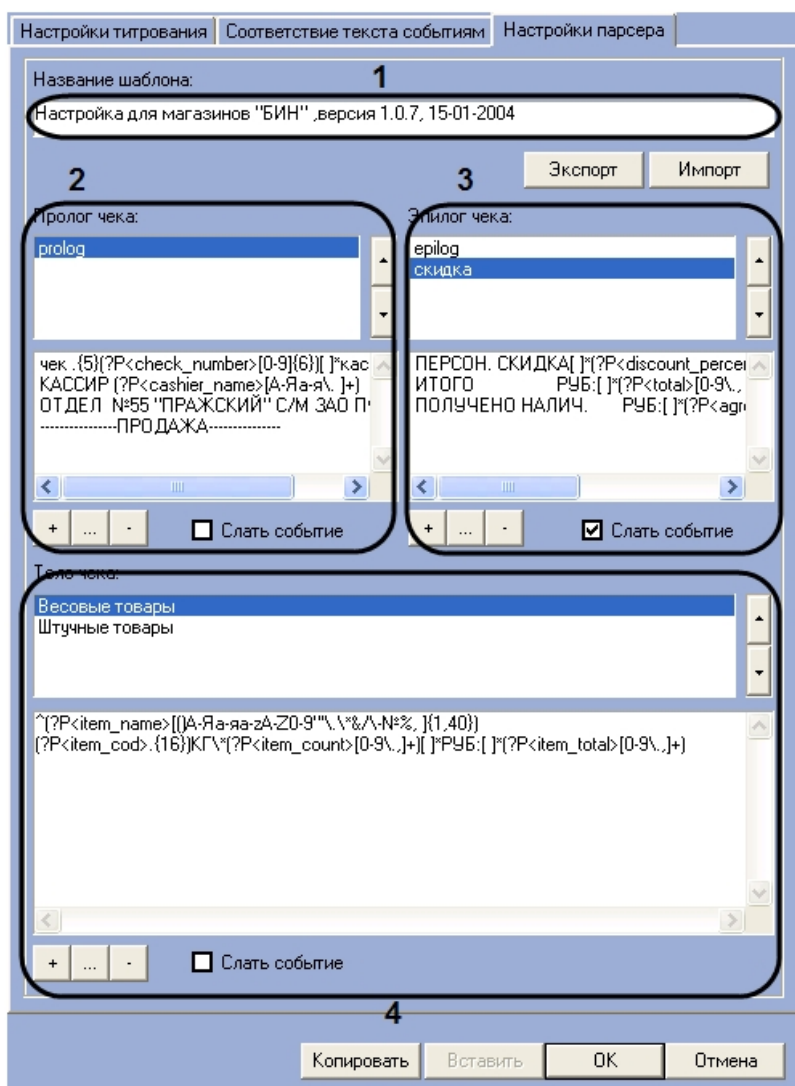 Настройки титрования Соответствие текста событиям Настройки парсера
Название шаблона:
1
Настройка для магазинов "БИН" ,версия 1.0.7, 15-01-2004
Экспорт Импорт
2
3
Пролог чека:
prolog
чек .{5}(?P<check_number>[0-9]{6})[ ]*кас
КАССИР (?P<cashier_name>[А-Яа-я\. ]+)
ОТДЕЛ №55 "ПРАЖСКИЙ" С/М ЗАО П
---------------ПРОДАЖА---------------
+ ... - Слать событие
Эпилог чека:
epilog
скидка
ПЕРСОН. СКИДКА[ ]*(?P<discount_percer
ИТОГО РУБ:[ ]*(?P<total>[0-9\.,
ПОЛУЧЕНО НАЛИЧ. РУБ:[ ]*(?P<agr
+ ... - Слать событие
Тело чека:
Весовые товары
Штучные товары
^(?P<item_name>[()А-Яа-яa-zA-Z0-9'"\.\*&/\-№%, ]{1,40})
(?P<item_cod>.{16})КГ\*(?P<item_count>[0-9\.,]+)[ ]*РУБ:[ ]*(?P<item_total>[0-9\.,]+)
+ ... - Слать событие
4
Копировать Вставить OK Отмена